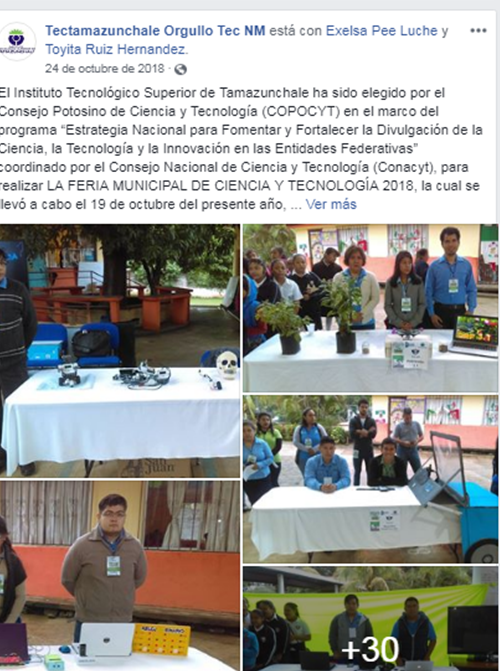 Tectamazunchale Orgullo Tec NM está con Exelsa Pee Luche y
Toyita Ruiz Hernandez.
24 de octubre de 2018 ·
El Instituto Tecnológico Superior de Tamazunchale ha sido elegido por el
Consejo Potosino de Ciencia y Tecnología (COPOCYT) en el marco del
programa “Estrategia Nacional para Fomentar y Fortalecer la Divulgación de la
Ciencia, la Tecnología y la Innovación en las Entidades Federativas”
coordinado por el Consejo Nacional de Ciencia y Tecnología (Conacyt), para
realizar LA FERIA MUNICIPAL DE CIENCIA Y TECNOLOGÍA 2018, la cual se
llevó a cabo el 19 de octubre del presente año, ... Ver más
Juan
+30